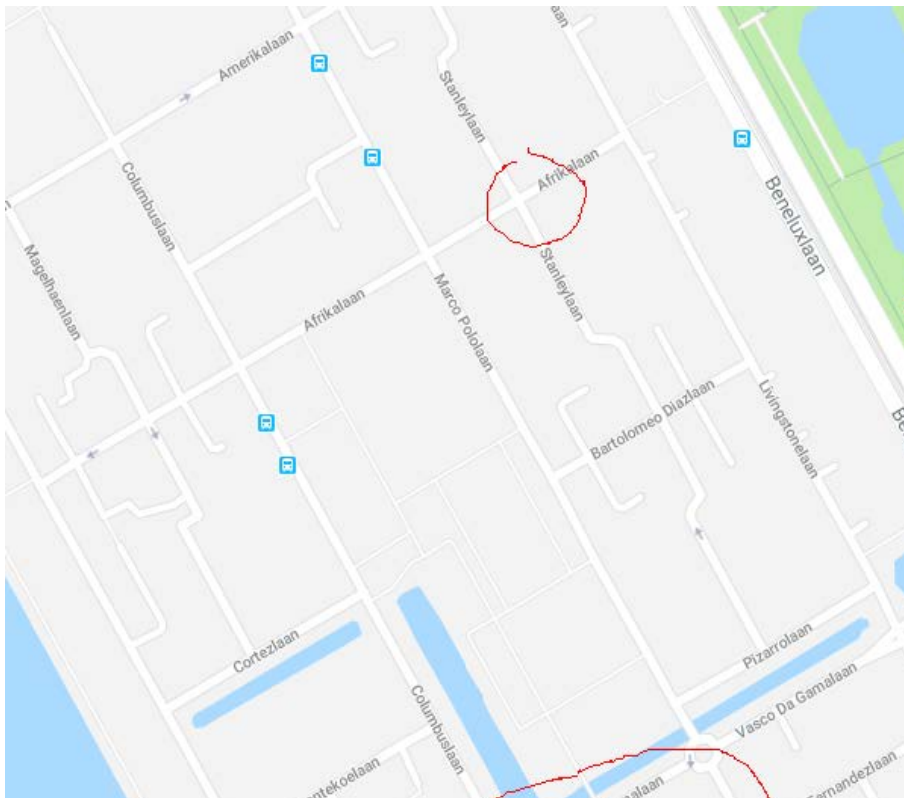 Amerikalaan
Stanleylaan
Columbuslaan
Afrikalaan
Beneluxlaan
Magelhaenlaan
Stanleylaan
Afrikalaan
Marco Pololaan
Bartolomeo Diazlaan
Livingstonelaan
Cortezlaan
Pizarrolaan
Columbuslaan
Vasco Da Gamalaan